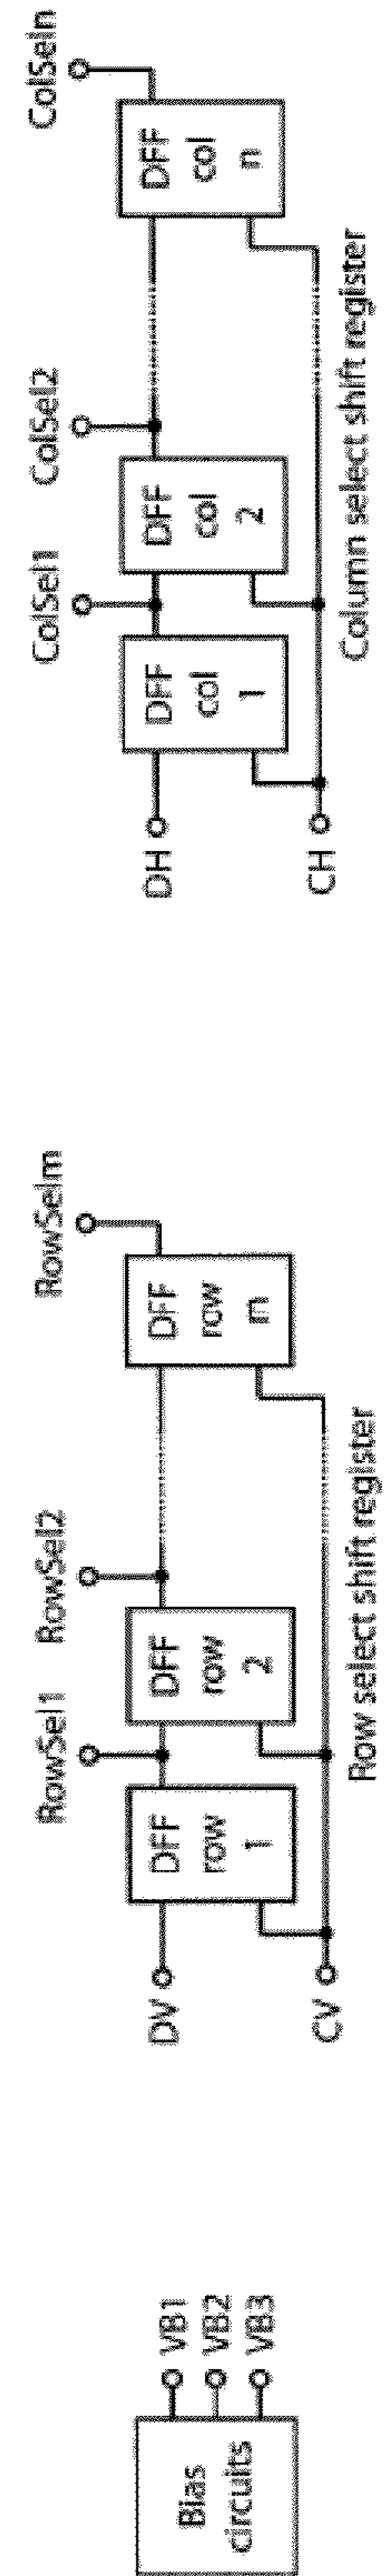 Bias
circuits
VB1
VB2
VB3
RowSel1
RowSel2
RowSelm
DV
DFF
row
1
DFF
row
2
DFF
row
m
CV
Row select shift register
ColSel1
ColSel2
ColSeln
DH
DFF
col
1
DFF
col
2
DFF
col
n
CH
Column select shift register